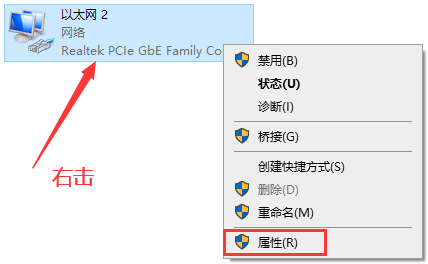 以太网 2
网络
Realtek PCIe GbE Family Co
右击
禁用(B)
状态(U)
诊断(I)
桥接(G)
创建快捷方式(S)
删除(D)
重命名(M)
属性(R)